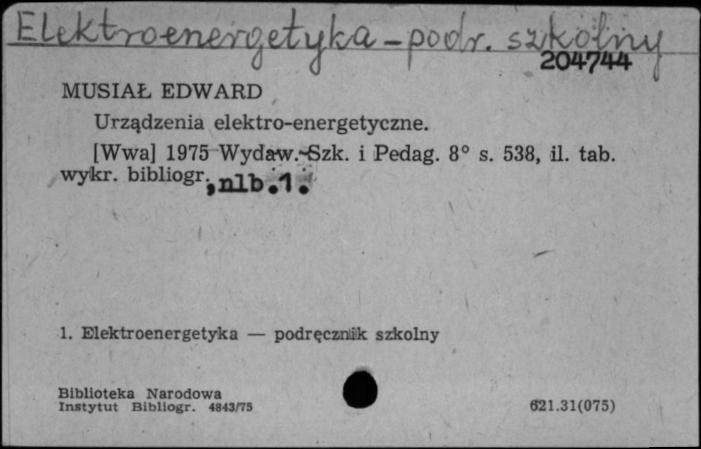 Elektroenergetyka - podr. szkolny
204744
MUSIAŁ EDWARD
Urządzenia elektro-energetyczne.
[Wwa] 1975 Wydaw. Szk. i Pedag. 8° s. 538, il. tab.
wykr. bibliogr., nlb. 1.
1. Elektroenergetyka — podręcznik szkolny
Biblioteka Narodowa
Instytut Bibliogr. 4843/75
621.31(075)